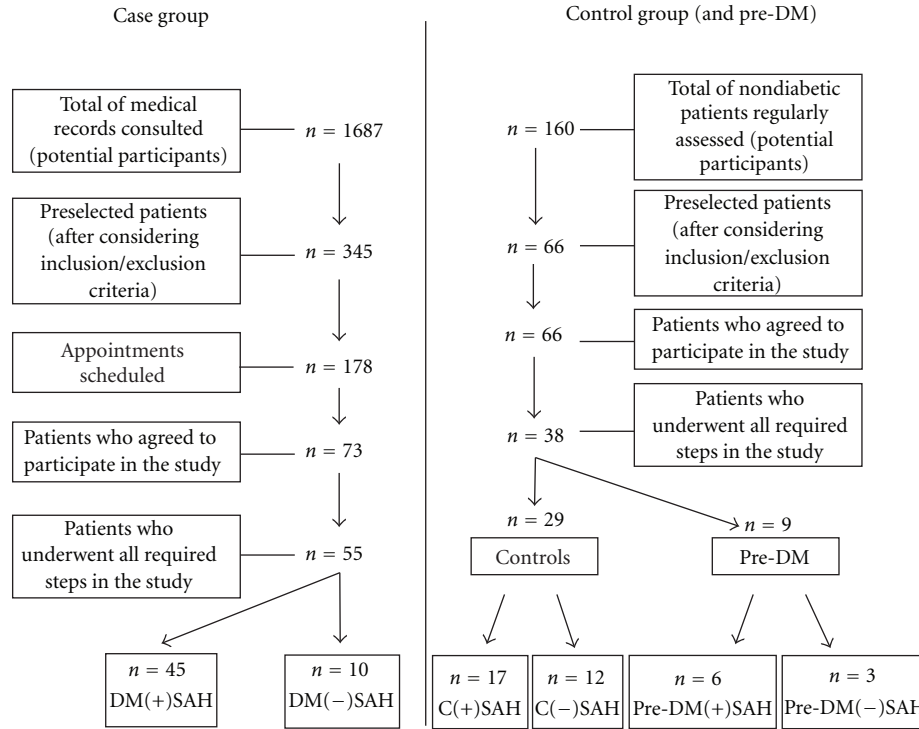 Case group
Total of medical
records consulted
(potential participants)
n = 1687
Preselected patients
(after considering
inclusion/exclusion
criteria)
n = 345
Appointments
scheduled
n = 178
Patients who agreed to
participate in the study
n = 73
Patients who
underwent all required
steps in the study
n = 55
n = 45
DM(+)SAH
n = 10
DM(−)SAH
Control group (and pre-DM)
Total of nondiabetic
patients regularly
assessed (potential
participants)
n = 160
Preselected patients
(after considering
inclusion/exclusion
criteria)
n = 66
Patients who agreed to
participate in the study
n = 66
Patients who
underwent all required
steps in the study
n = 38
n = 29
Controls
n = 9
Pre-DM
n = 17
C(+)SAH
n = 12
C(−)SAH
n = 6
Pre-DM(+)SAH
n = 3
Pre-DM(−)SAH